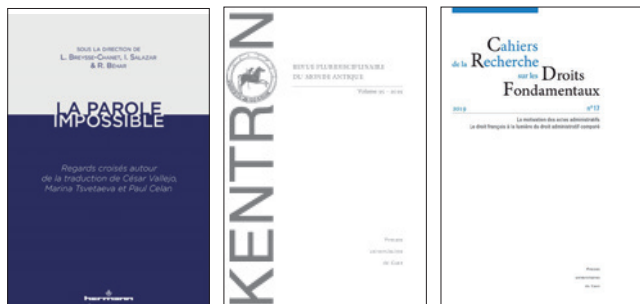 SOUS LA DIRECTION DE
L. BREYSSE-CHANET, I. SALAZAR
& R. BÉHAR
LA PAROLE
IMPOSSIBLE
Regards croisés autour
de la traduction de César Vallejo,
Marina Tsvetaeva et Paul Celan
hermann
KENTRON
REVUE PLURIDISCIPLINAIRE
DU MONDE ANTIQUE
Volume
Presses
universitaires
de Caen
Cahiers
de la Recherche
sur les Droits
Fondamentaux
2019
n° 17
La motivation des actes administratifs
Le droit français à la lumière du droit administratif comparé
Presses
universitaires
de Caen